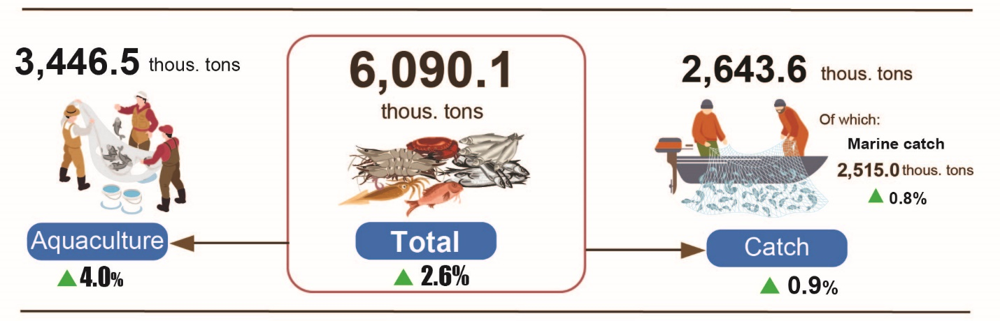 3,446.5 thous. tons
Aquaculture
▲ 4.0%
6,090.1
thous. tons
Total
▲ 2.6%
2,643.6 thous. tons
Of which:
Marine catch
2,515.0 thous. tons
▲ 0.8%
Catch
▲ 0.9%